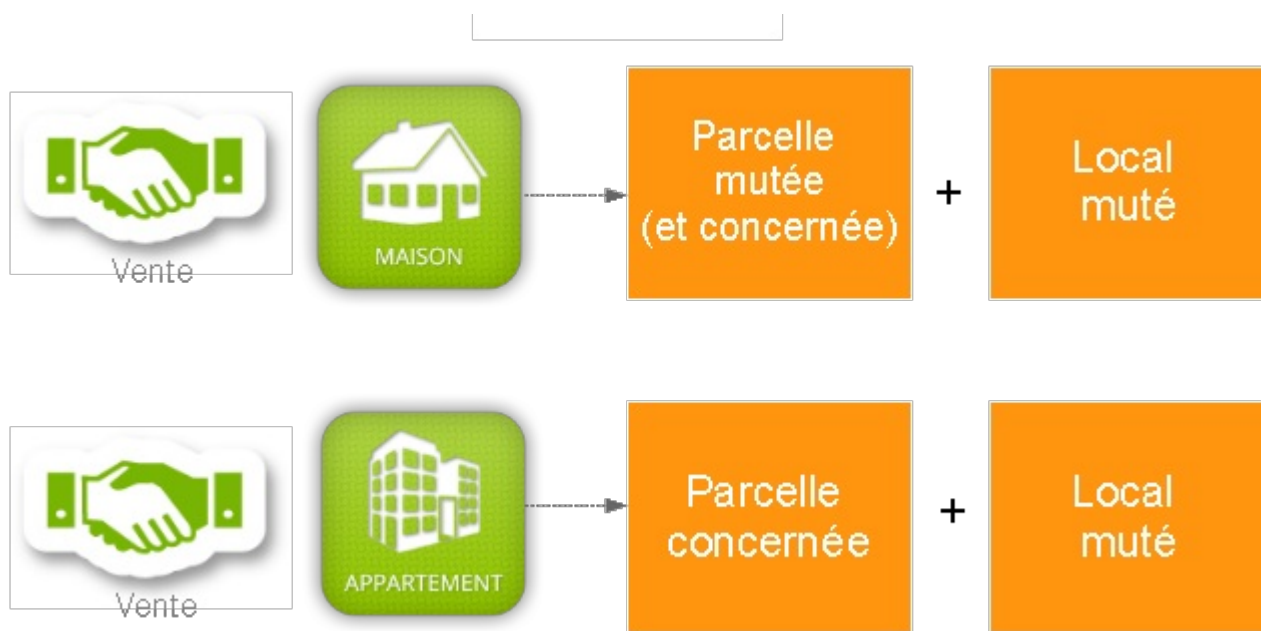 Vente
MAISON
Parcelle
mutée
(et concernée)
+
Local
muté
Vente
APPARTEMENT
Parcelle
concernée
+
Local
muté